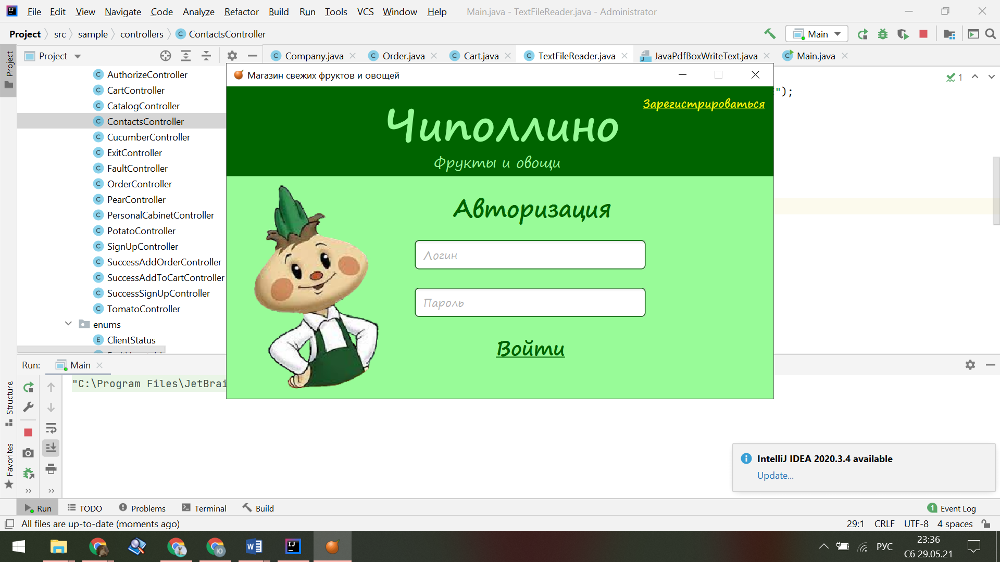 File Edit View Navigate Code Analyze Refactor Build Run Tools VCS Window Help Main.java - TextFileReader.java - Administrator
Project src sample controllers ContactsController
Main
Project
Company.java Order.java Cart.java TextFileReader.java JavaPdfBoxWriteText.java Main.java
Project
AuthorizeController
CartController
CatalogController
ContactsController
CucumberController
ExitController
FaultController
OrderController
PearController
PersonalCabinetController
PotatoController
SignUpController
SuccessAddOrderController
SuccessAddToCartController
SuccessSignUpController
TomatoController
enums
ClientStatus
1
");
Магазин свежих фруктов и овощей
Зарегистрироваться
Чиполлино
Фрукты и овощи
Авторизация
Логин
Пароль
Войти
Run: Main
"C:\Program Files\JetBrai
Structure
Favorites
IntelliJ IDEA 2020.3.4 available
Update...
Run TODO Problems Terminal Build
1 Event Log
All files are up-to-date (moments ago)
29:1 CRLF UTF-8 4 spaces
РУС
23:36
Сб 29.05.21